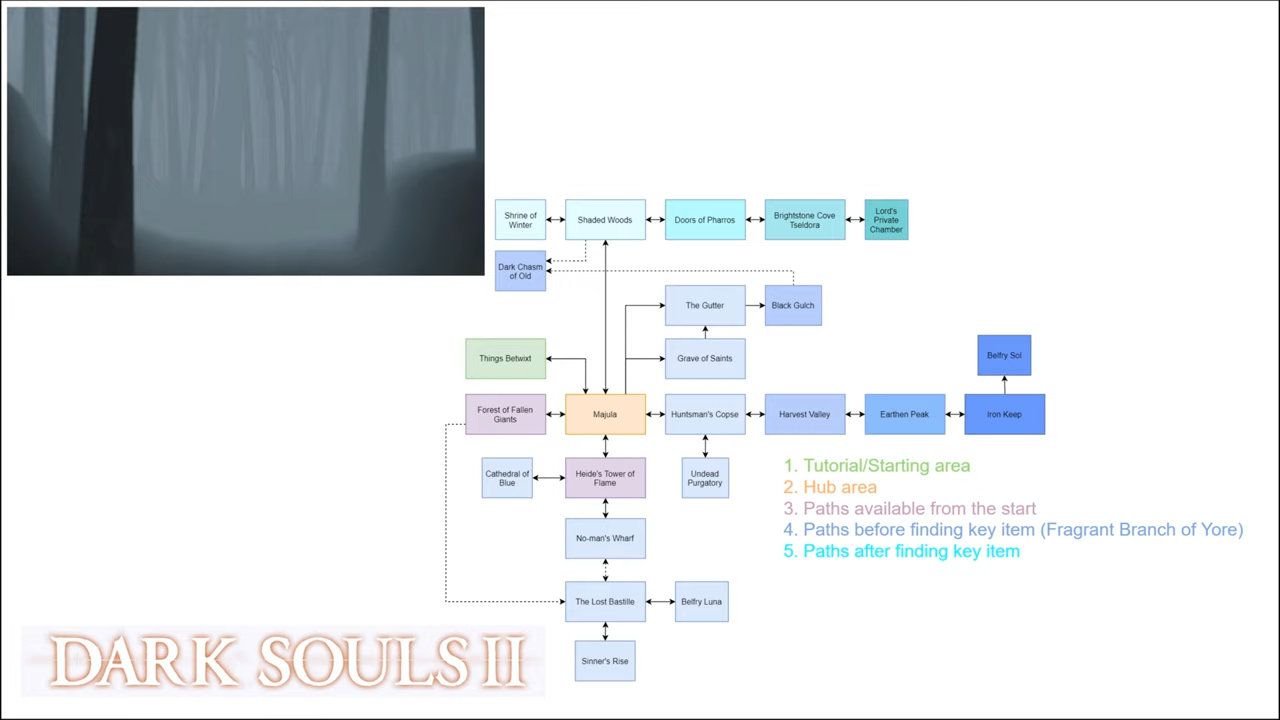 Shrine of
Winter
Shaded Woods
Doors of Pharros
Brightstone Cove
Tseldora
Lord's
Private
Chamber
Dark Chasm
of Old
The Gutter
Black Gulch
Things Betwixt
Grave of Saints
Belfry Sol
Forest of Fallen
Giants
Majula
Huntsman's Copse
Harvest Valley
Earthen Peak
Iron Keep
Cathedral of
Blue
Heide's Tower of
Flame
Undead
Purgatory
1. Tutorial/Starting area
2. Hub area
3. Paths available from the start
4. Paths before finding key item (Fragrant Branch of Yore)
5. Paths after finding key item
No-man's Wharf
The Lost Bastille
Belfry Luna
Sinner's Rise
DARK SOULS II